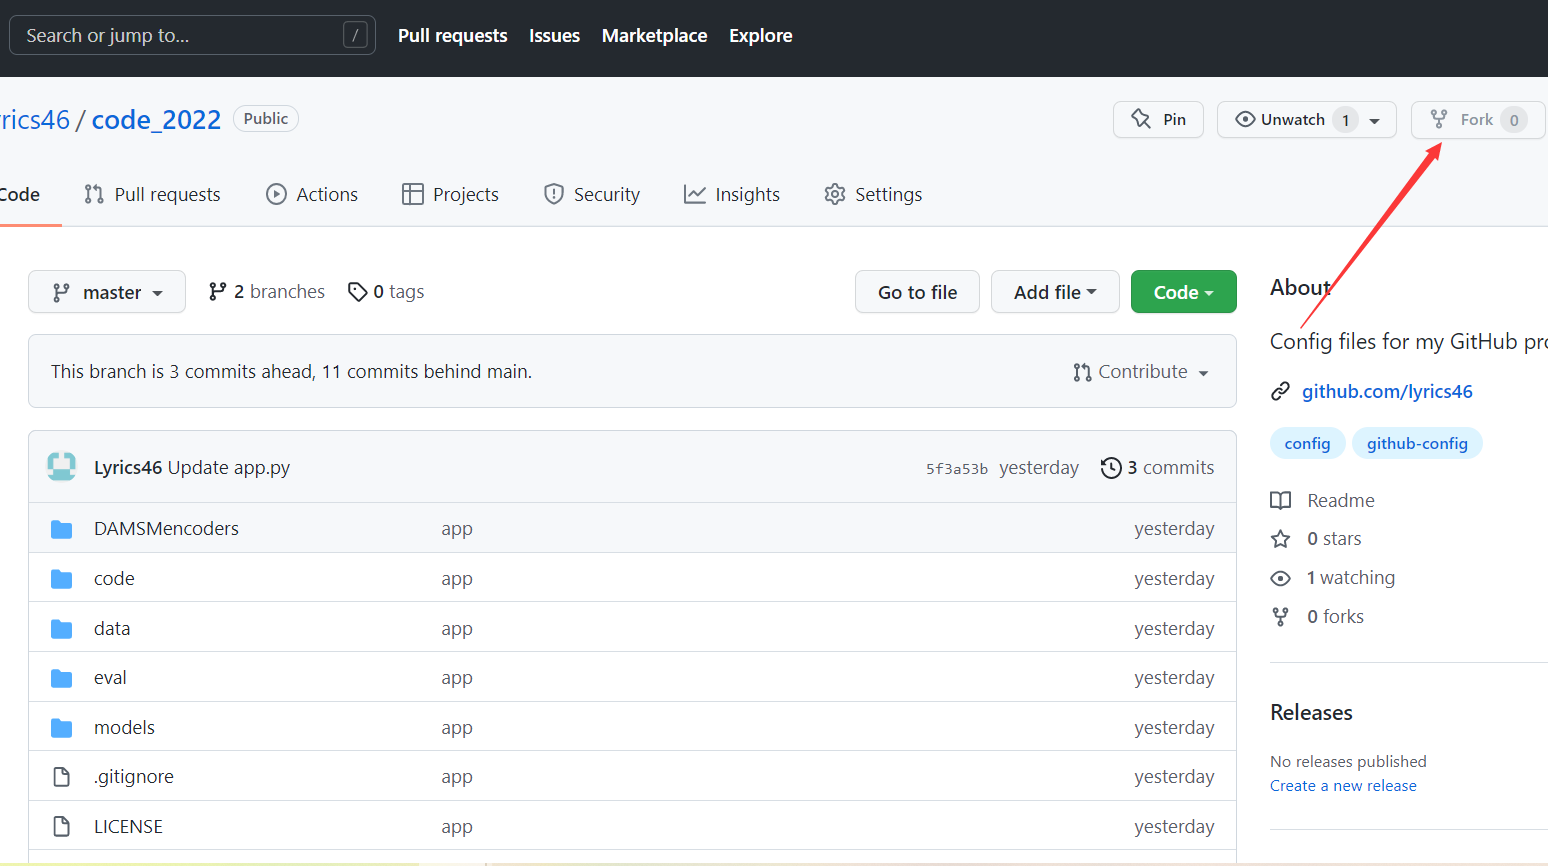 Search or jump to... /
Pull requests Issues Marketplace Explore
rics46 / code_2022 Public
Pin Unwatch 1 Fork 0
Code Pull requests Actions Projects Security Insights Settings
master 2 branches 0 tags Go to file Add file Code
This branch is 3 commits ahead, 11 commits behind main. Contribute
Lyrics46 Update app.py 5f3a53b yesterday 3 commits
DAMSMencoders app yesterday
code app yesterday
data app yesterday
eval app yesterday
models app yesterday
.gitignore app yesterday
LICENSE app yesterday
About
Config files for my GitHub pro
github.com/lyrics46
config github-config
Readme
0 stars
1 watching
0 forks
Releases
No releases published
Create a new release